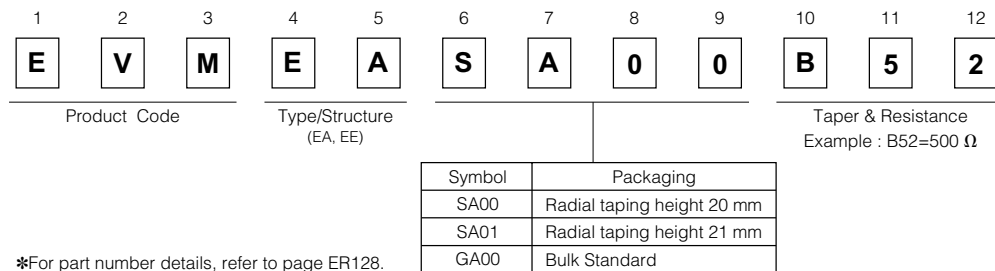 1 2 3 4 5 6 7 8 9 10 11 12
E V M E A S A 0 0 B 5 2
Product Code Type/Structure Taper & Resistance
(EA, EE) Example : B52=500 Ω
Symbol Packaging
SA00 Radial taping height 20 mm
SA01 Radial taping height 21 mm
✽For part number details, refer to page ER128. GA00 Bulk Standard